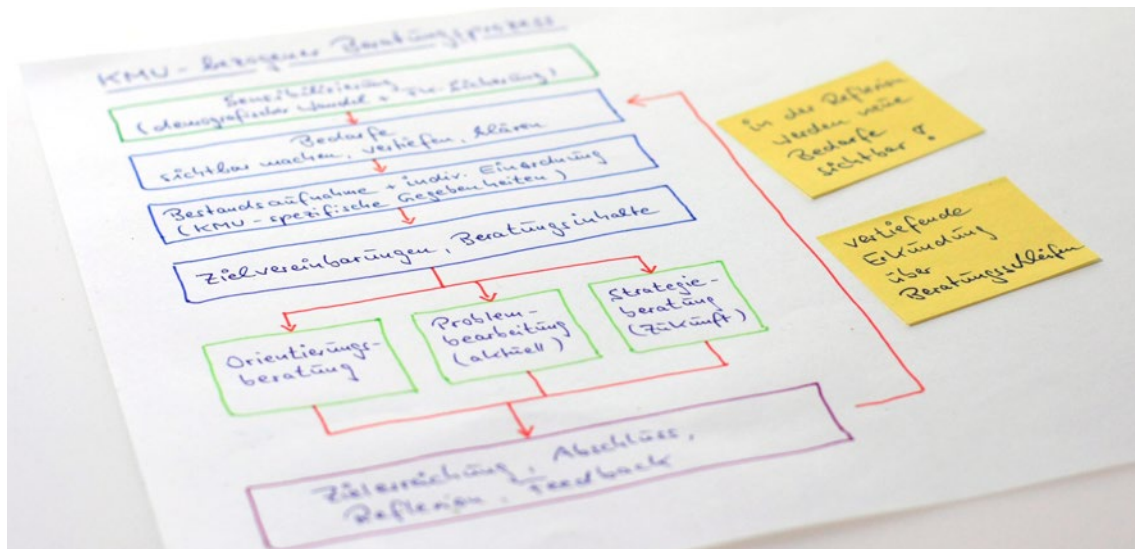 KMU - bezogener Beratungsprozess
Sensibilisierung
(demografischer Wandel + Fk-Sicherung)
Bedarfe
sichtbar machen, vertiefen, klären
Bestandsaufnahme + indiv. Einordnung
(KMU-spezifische Gegebenheiten)
Zielvereinbarungen, Beratungsinhalte
Orientierungs-
beratung
Problem-
bearbeitung
(aktuell)
Strategie-
beratung
(Zukunft)
Zielerreichung, Abschluss,
Reflexion, Feedback
in der Reflexion
werden neue
Bedarfe
sichtbar!
vertiefende
Erkundung
über
Beratungsschleifen